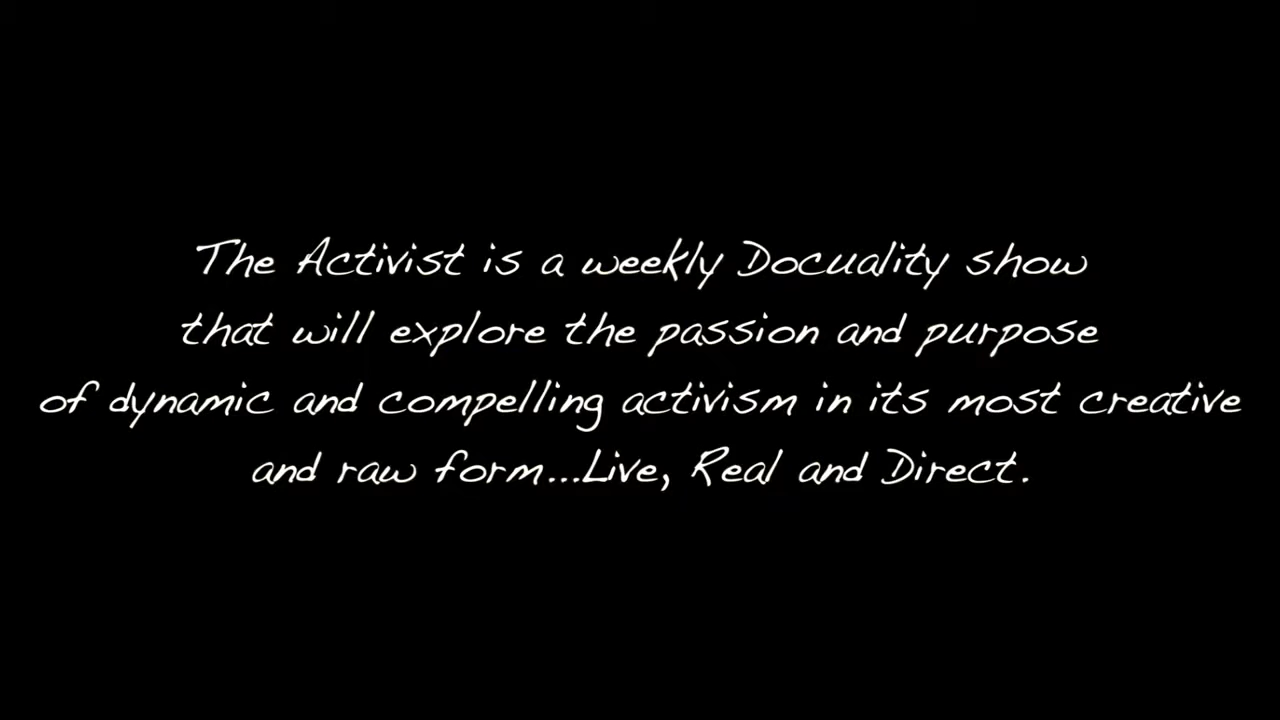 The Activist is a weekly Docuality show
that will explore the passion and purpose
of dynamic and compelling activism in its most creative
and raw form...Live, Real and Direct.